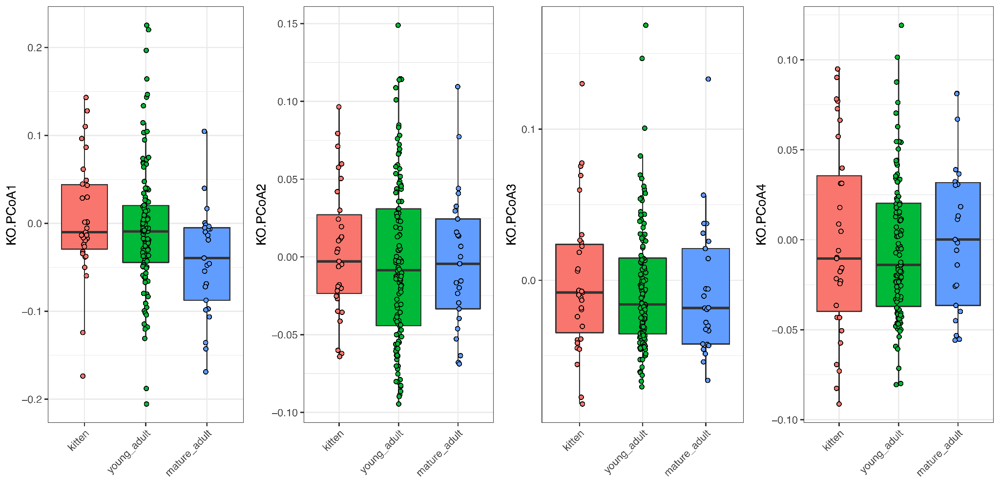 KO.PCoA1
0.2
0.1
0.0
−0.1
−0.2
kitten
young_adult
mature_adult
KO.PCoA2
0.15
0.10
0.05
0.00
−0.05
−0.10
kitten
young_adult
mature_adult
KO.PCoA3
0.1
0.0
kitten
young_adult
mature_adult
KO.PCoA4
0.10
0.05
0.00
−0.05
−0.10
kitten
young_adult
mature_adult